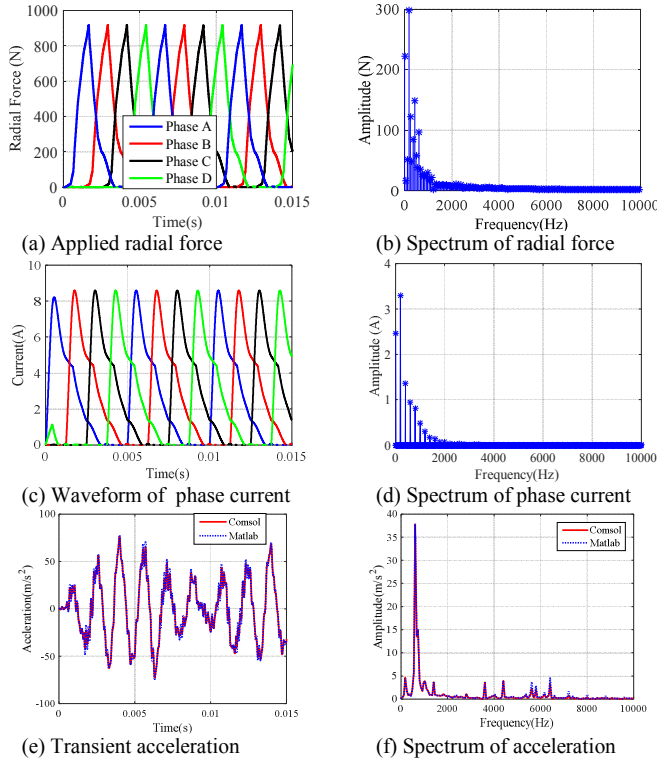 1000
800
600
400
200
0
Radial Force (N)
Phase A
Phase B
Phase C
Phase D
0
0.005
0.01
0.015
Time(s)
(a) Applied radial force
300
200
100
0
Amplitude (N)
0
2000
4000
6000
8000
10000
Frequency(Hz)
(b) Spectrum of radial force
10
8
6
4
2
0
Current(A)
0
0.005
0.01
0.015
Time(s)
(c) Waveform of phase current
5
4
3
2
1
0
Amplitude (A)
0
2000
4000
6000
8000
10000
Frequency(Hz)
(d) Spectrum of phase current
100
50
0
-50
-100
Accleration(m/s²)
Comsol
Matlab
0
0.005
0.01
0.015
Time(s)
(e) Transient acceleration
40
35
30
25
20
15
10
5
0
Amplitude(m/s²)
Comsol
Matlab
0
2000
4000
6000
8000
10000
Frequency(Hz)
(f) Spectrum of acceleration